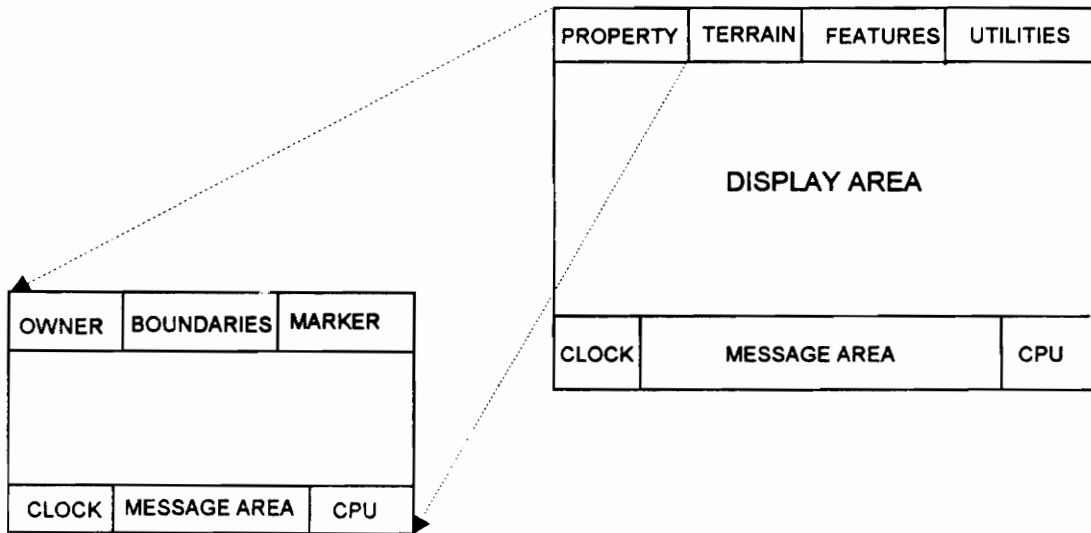 PROPERTY TERRAIN FEATURES UTILITIES
DISPLAY AREA
CLOCK MESSAGE AREA CPU
OWNER BOUNDARIES MARKER
CLOCK MESSAGE AREA CPU